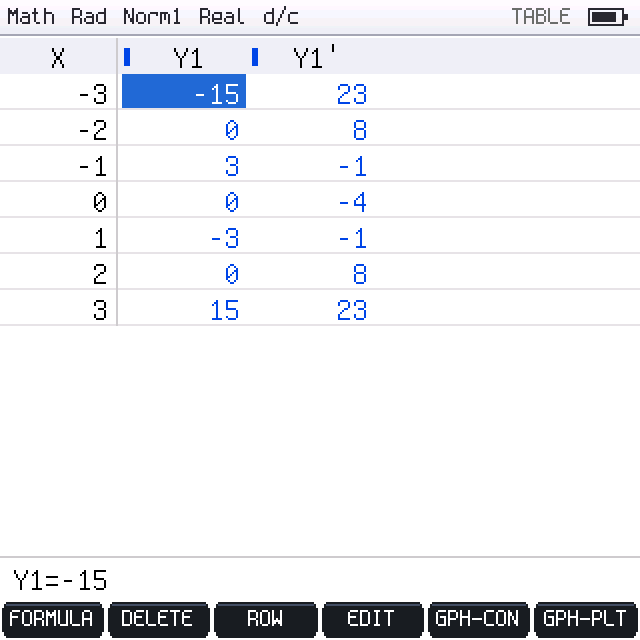 Math Rad Norm1 Real d/c TABLE
X Y1 Y1'
-3 -15 23
-2 0 8
-1 3 -1
0 0 -4
1 -3 -1
2 0 8
3 15 23
Y1=-15
FORMULA DELETE ROW EDIT GPH-CON GPH-PLT